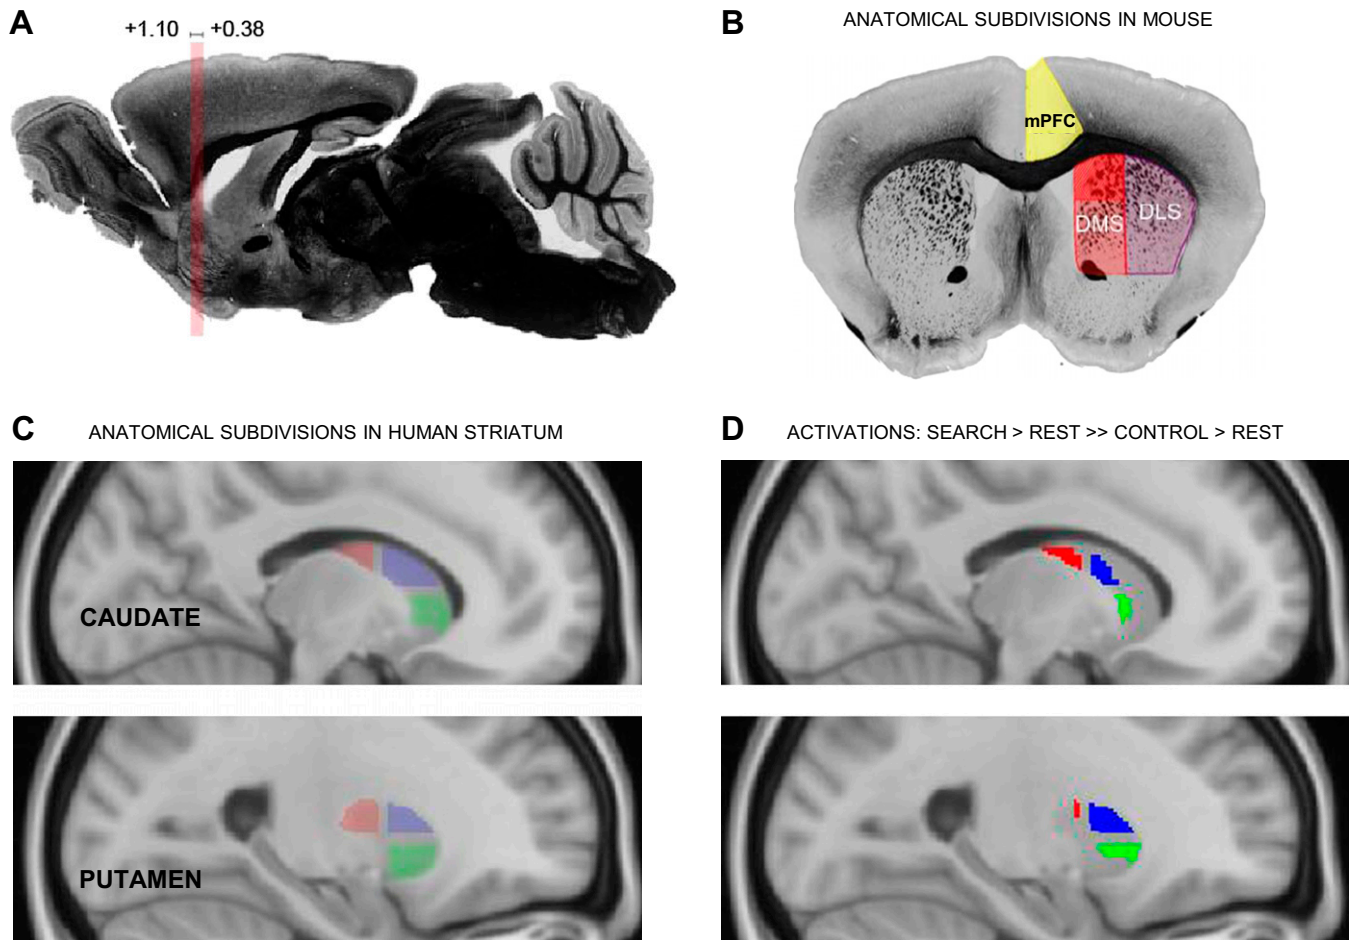 A
+1.10 +0.38
B
ANATOMICAL SUBDIVISIONS IN MOUSE
mPFC
DMS
DLS
C
ANATOMICAL SUBDIVISIONS IN HUMAN STRIATUM
CAUDATE
PUTAMEN
D
ACTIVATIONS: SEARCH > REST >> CONTROL > REST